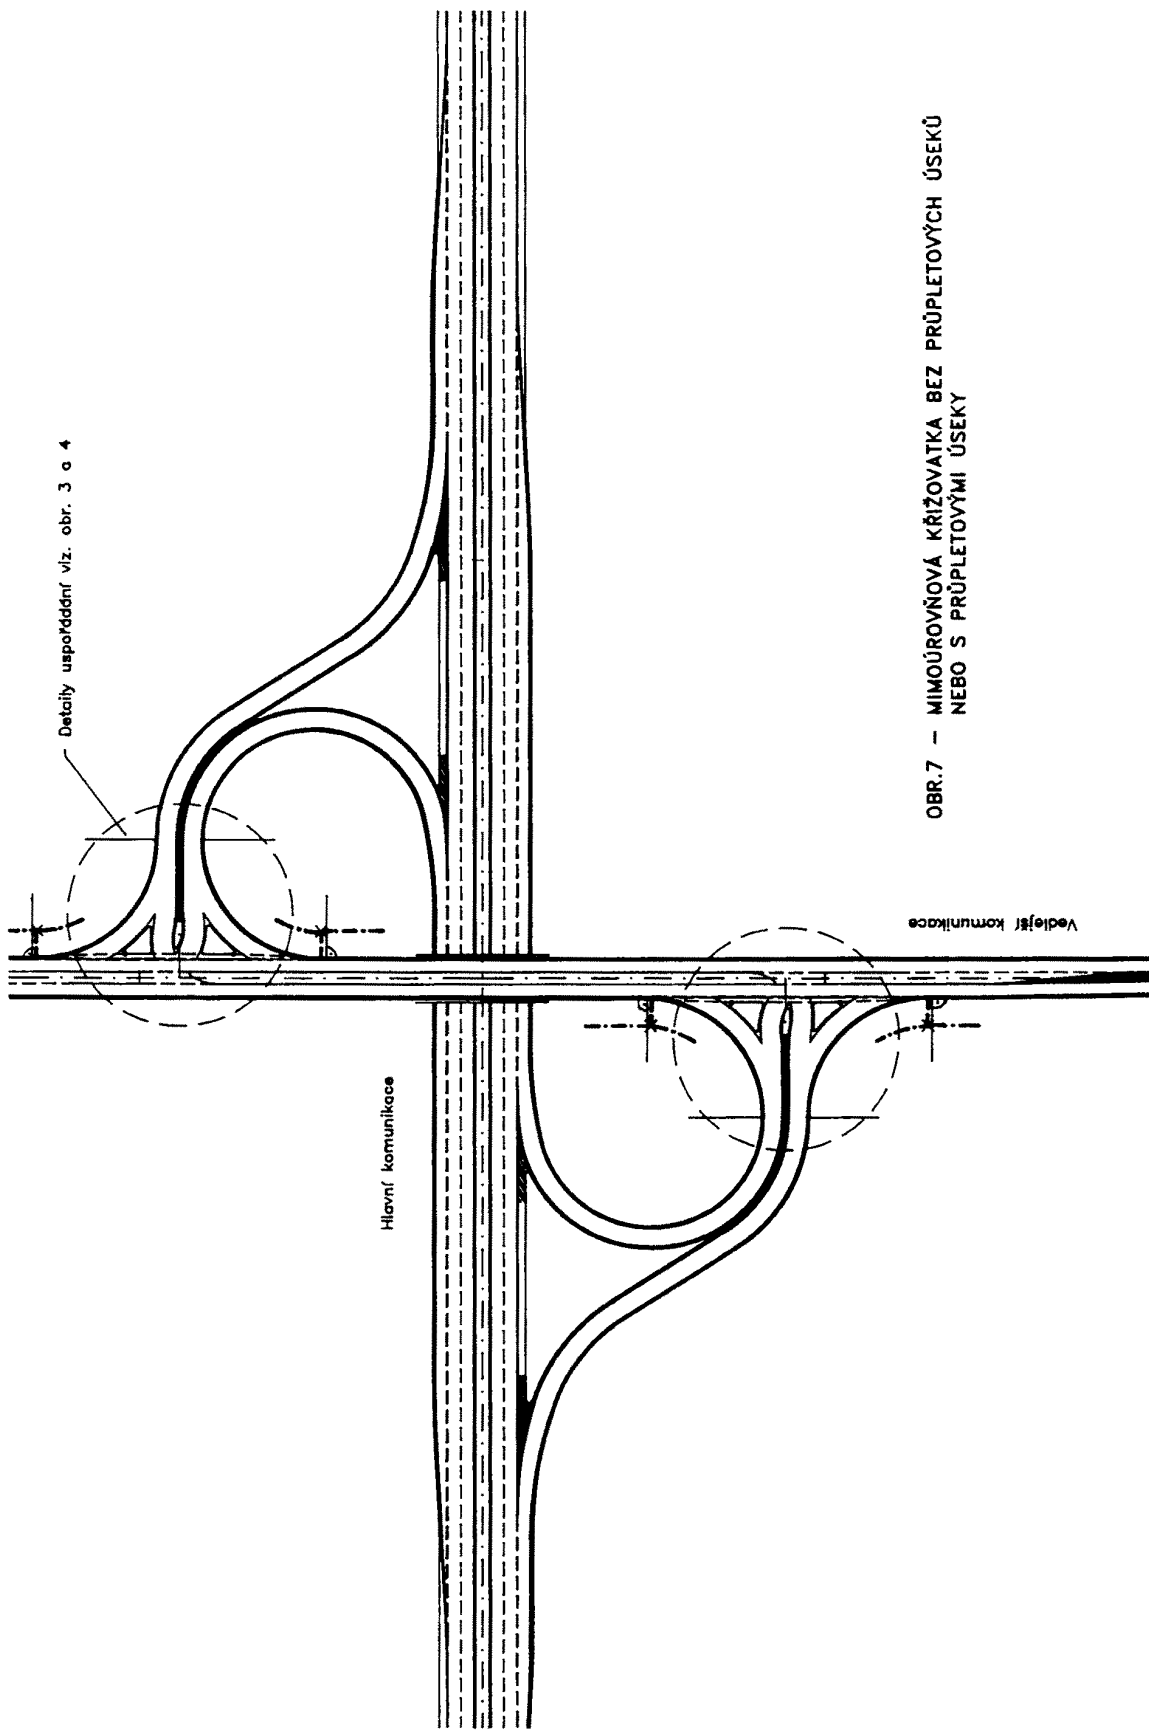 Detaily uspořdddní viz. obr. 3 a 4
Hlavní komunikace
Vedlejší komunikace
OBR.7 – MIMOÚROVŇOVÁ KŘIŽOVATKA BEZ PRŮPLETOVÝCH ÚSEKŮ
NEBO S PRŮPLETOVÝMI ÚSEKY